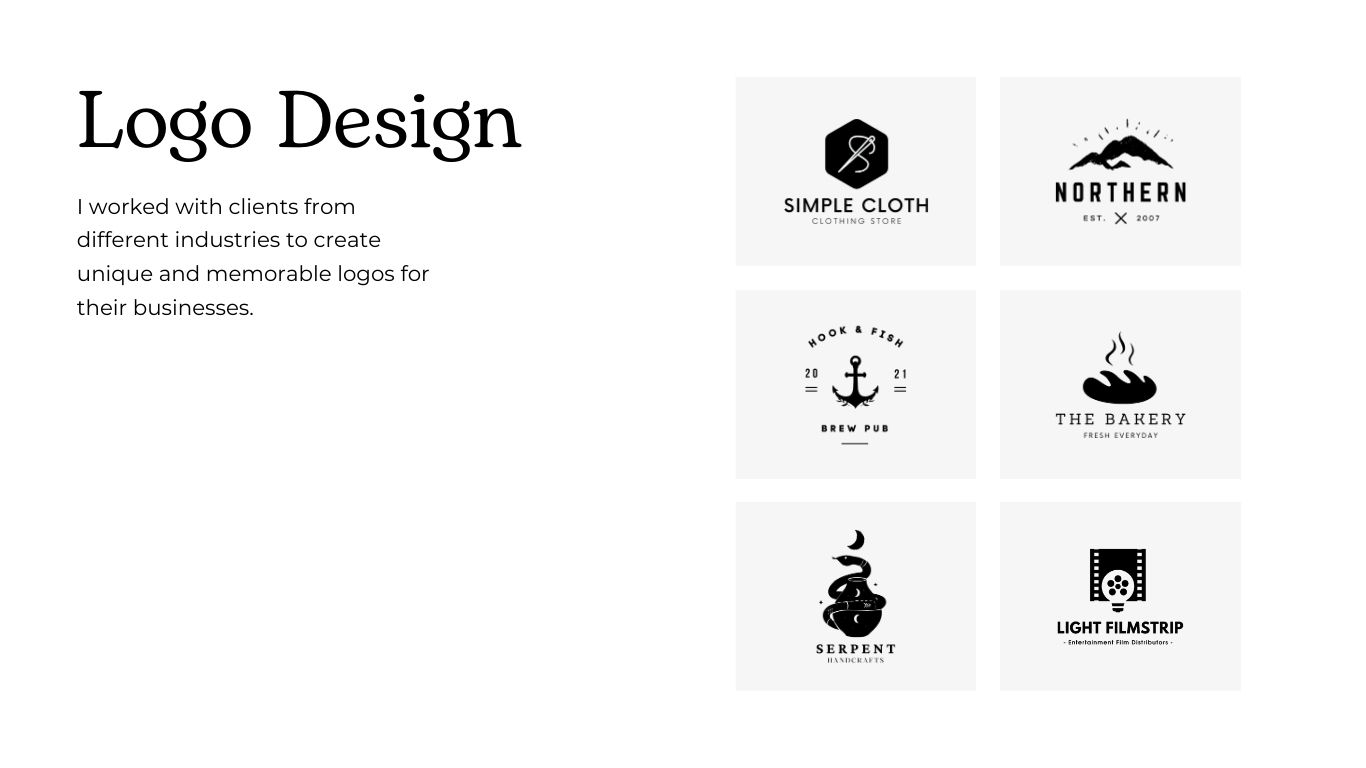 Logo Design
I worked with clients from
different industries to create
unique and memorable logos for
their businesses.
SIMPLE CLOTH
CLOTHING STORE
NORTHERN
EST. 2007
HOOK & FISH
20 21
BREW PUB
THE BAKERY
FRESH EVERYDAY
SERPENT
HANDCRAFTS
LIGHT FILMSTRIP
- Entertainment Film Distributors -